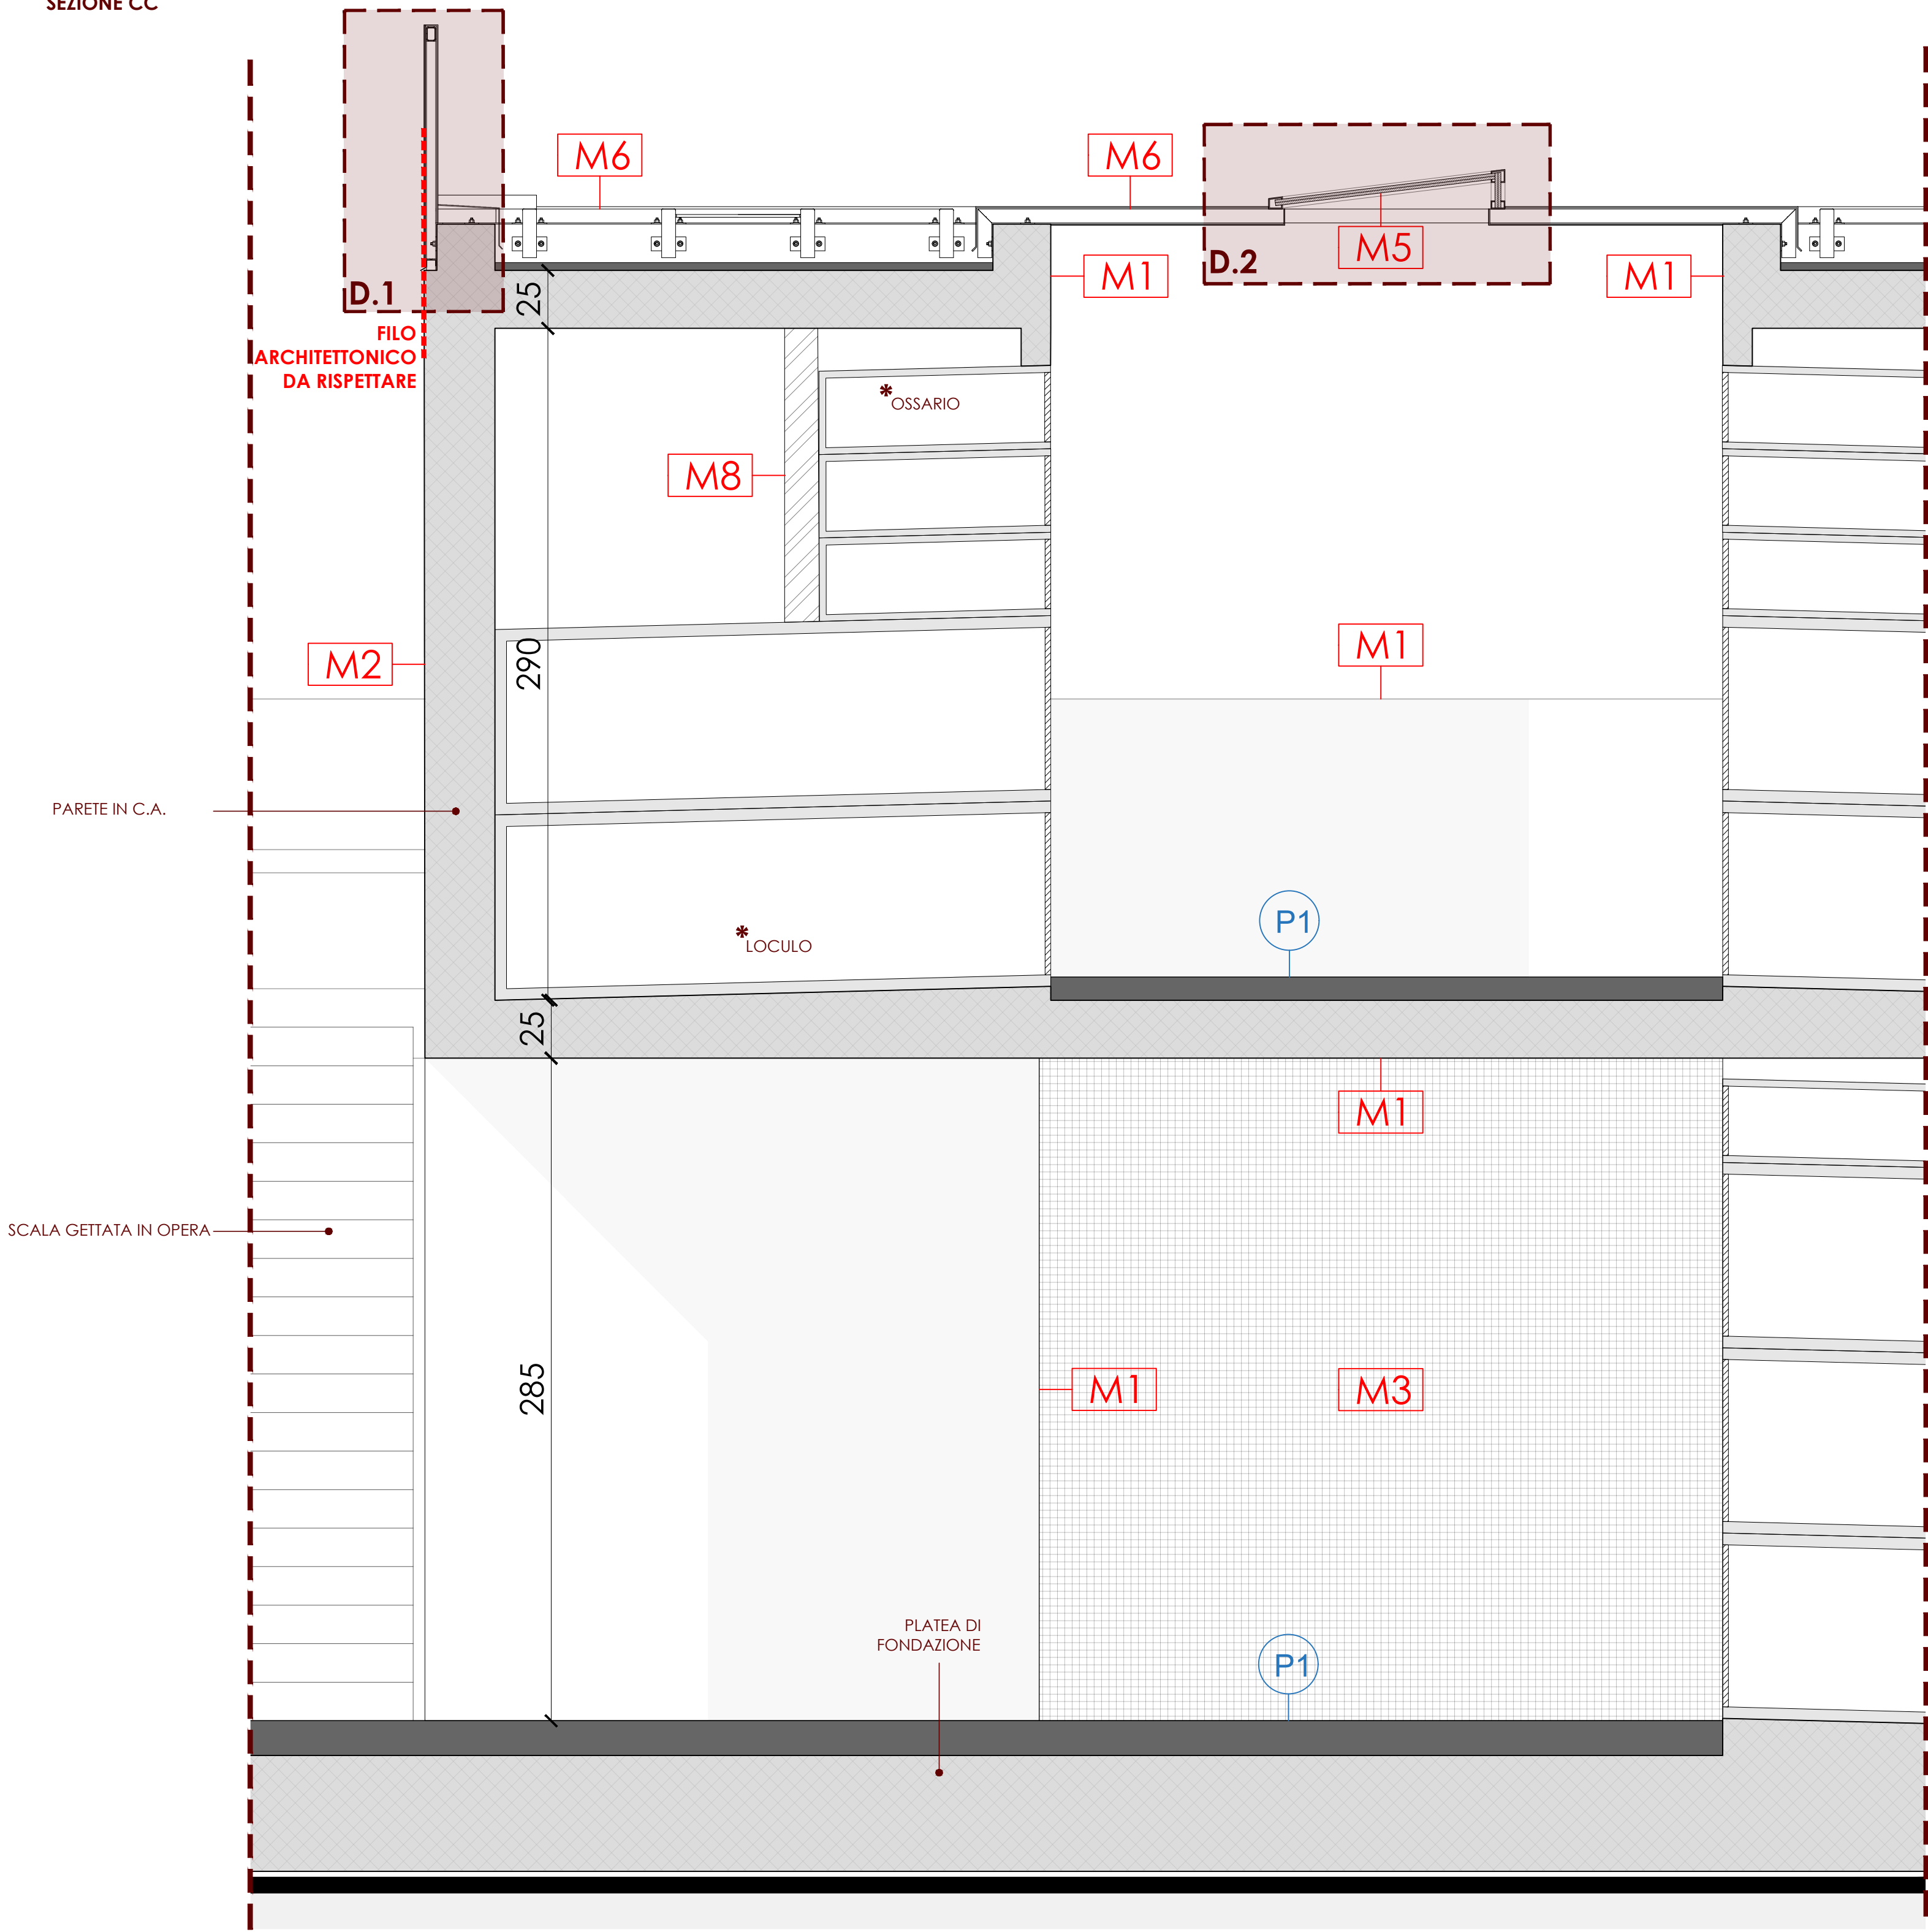 SEZIONE CC
M6
M6
M5
D.1
D.2
M1
M1
25
FILO
ARCHITETTONICO
DA RISPETTARE
*OSSARIO
M8
290
M2
M1
PARETE IN C.A.
P1
*LOCULO
25
M1
SCALA GETTATA IN OPERA
285
M1
M3
PLATEA DI
FONDAZIONE
P1